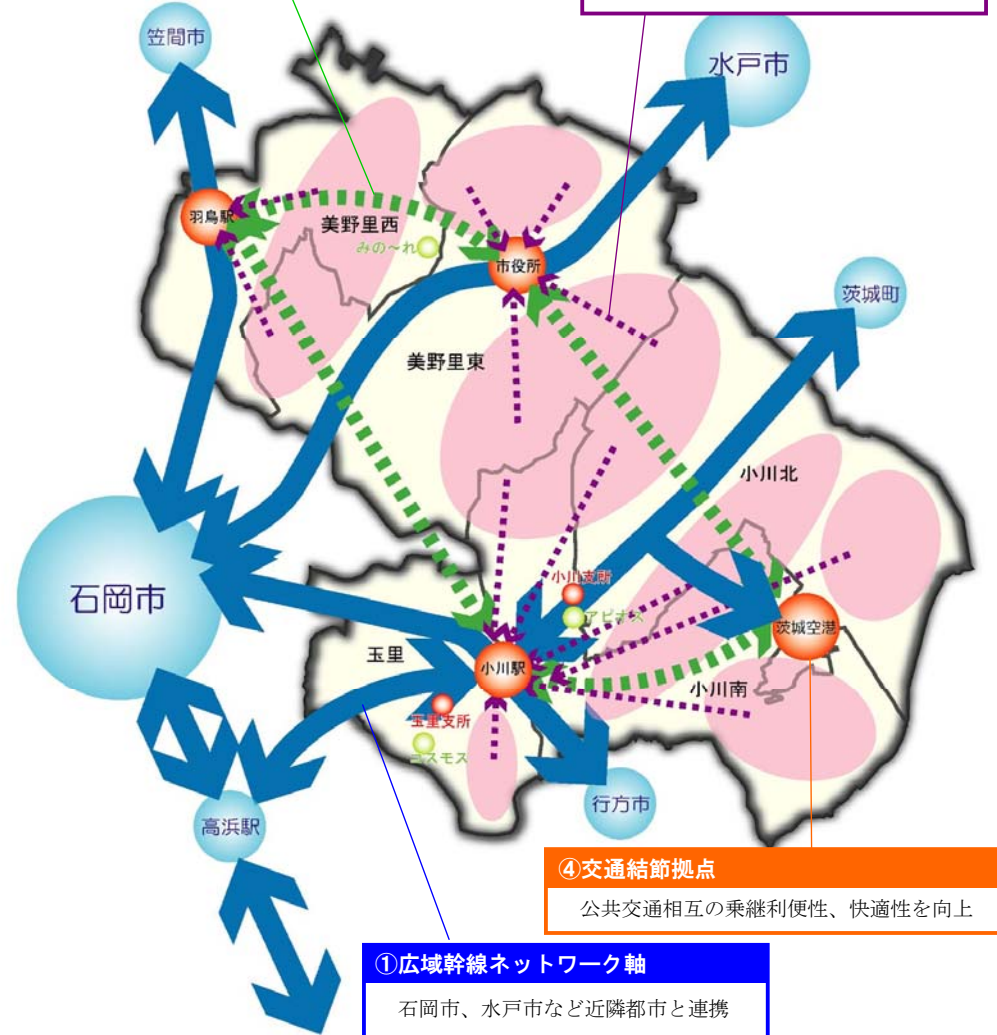 笠間市
水戸市
羽鳥駅
美野里西
みの～れ
市役所
茨城町
美野里東
小川北
石岡市
小川支所
アピオス
茨城空港
玉里
小川駅
小川南
玉里支所
コスモス
行方市
高浜駅
④交通結節拠点
公共交通相互の乗継利便性、快適性を向上
①広域幹線ネットワーク軸
石岡市、水戸市など近隣都市と連携